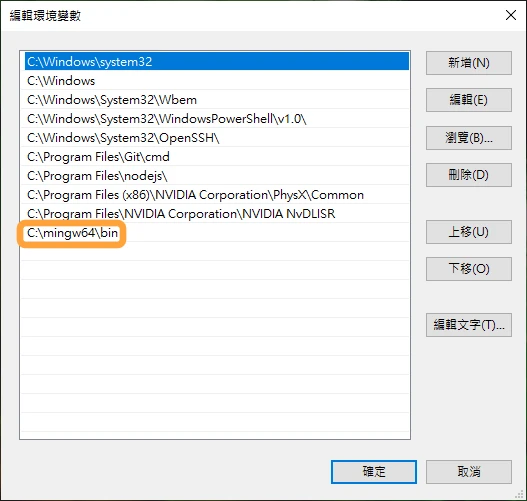 編輯環境變數
C:\Windows\system32
C:\Windows
C:\Windows\System32\Wbem
C:\Windows\System32\WindowsPowerShell\v1.0\
C:\Windows\System32\OpenSSH\
C:\Program Files\Git\cmd
C:\Program Files\nodejs\
C:\Program Files (x86)\NVIDIA Corporation\PhysX\Common
C:\Program Files\NVIDIA Corporation\NVIDIA NvDLISR
C:\mingw64\bin
新增(N)
編輯(E)
瀏覽(B)...
刪除(D)
上移(U)
下移(O)
編輯文字(T)...
確定
取消